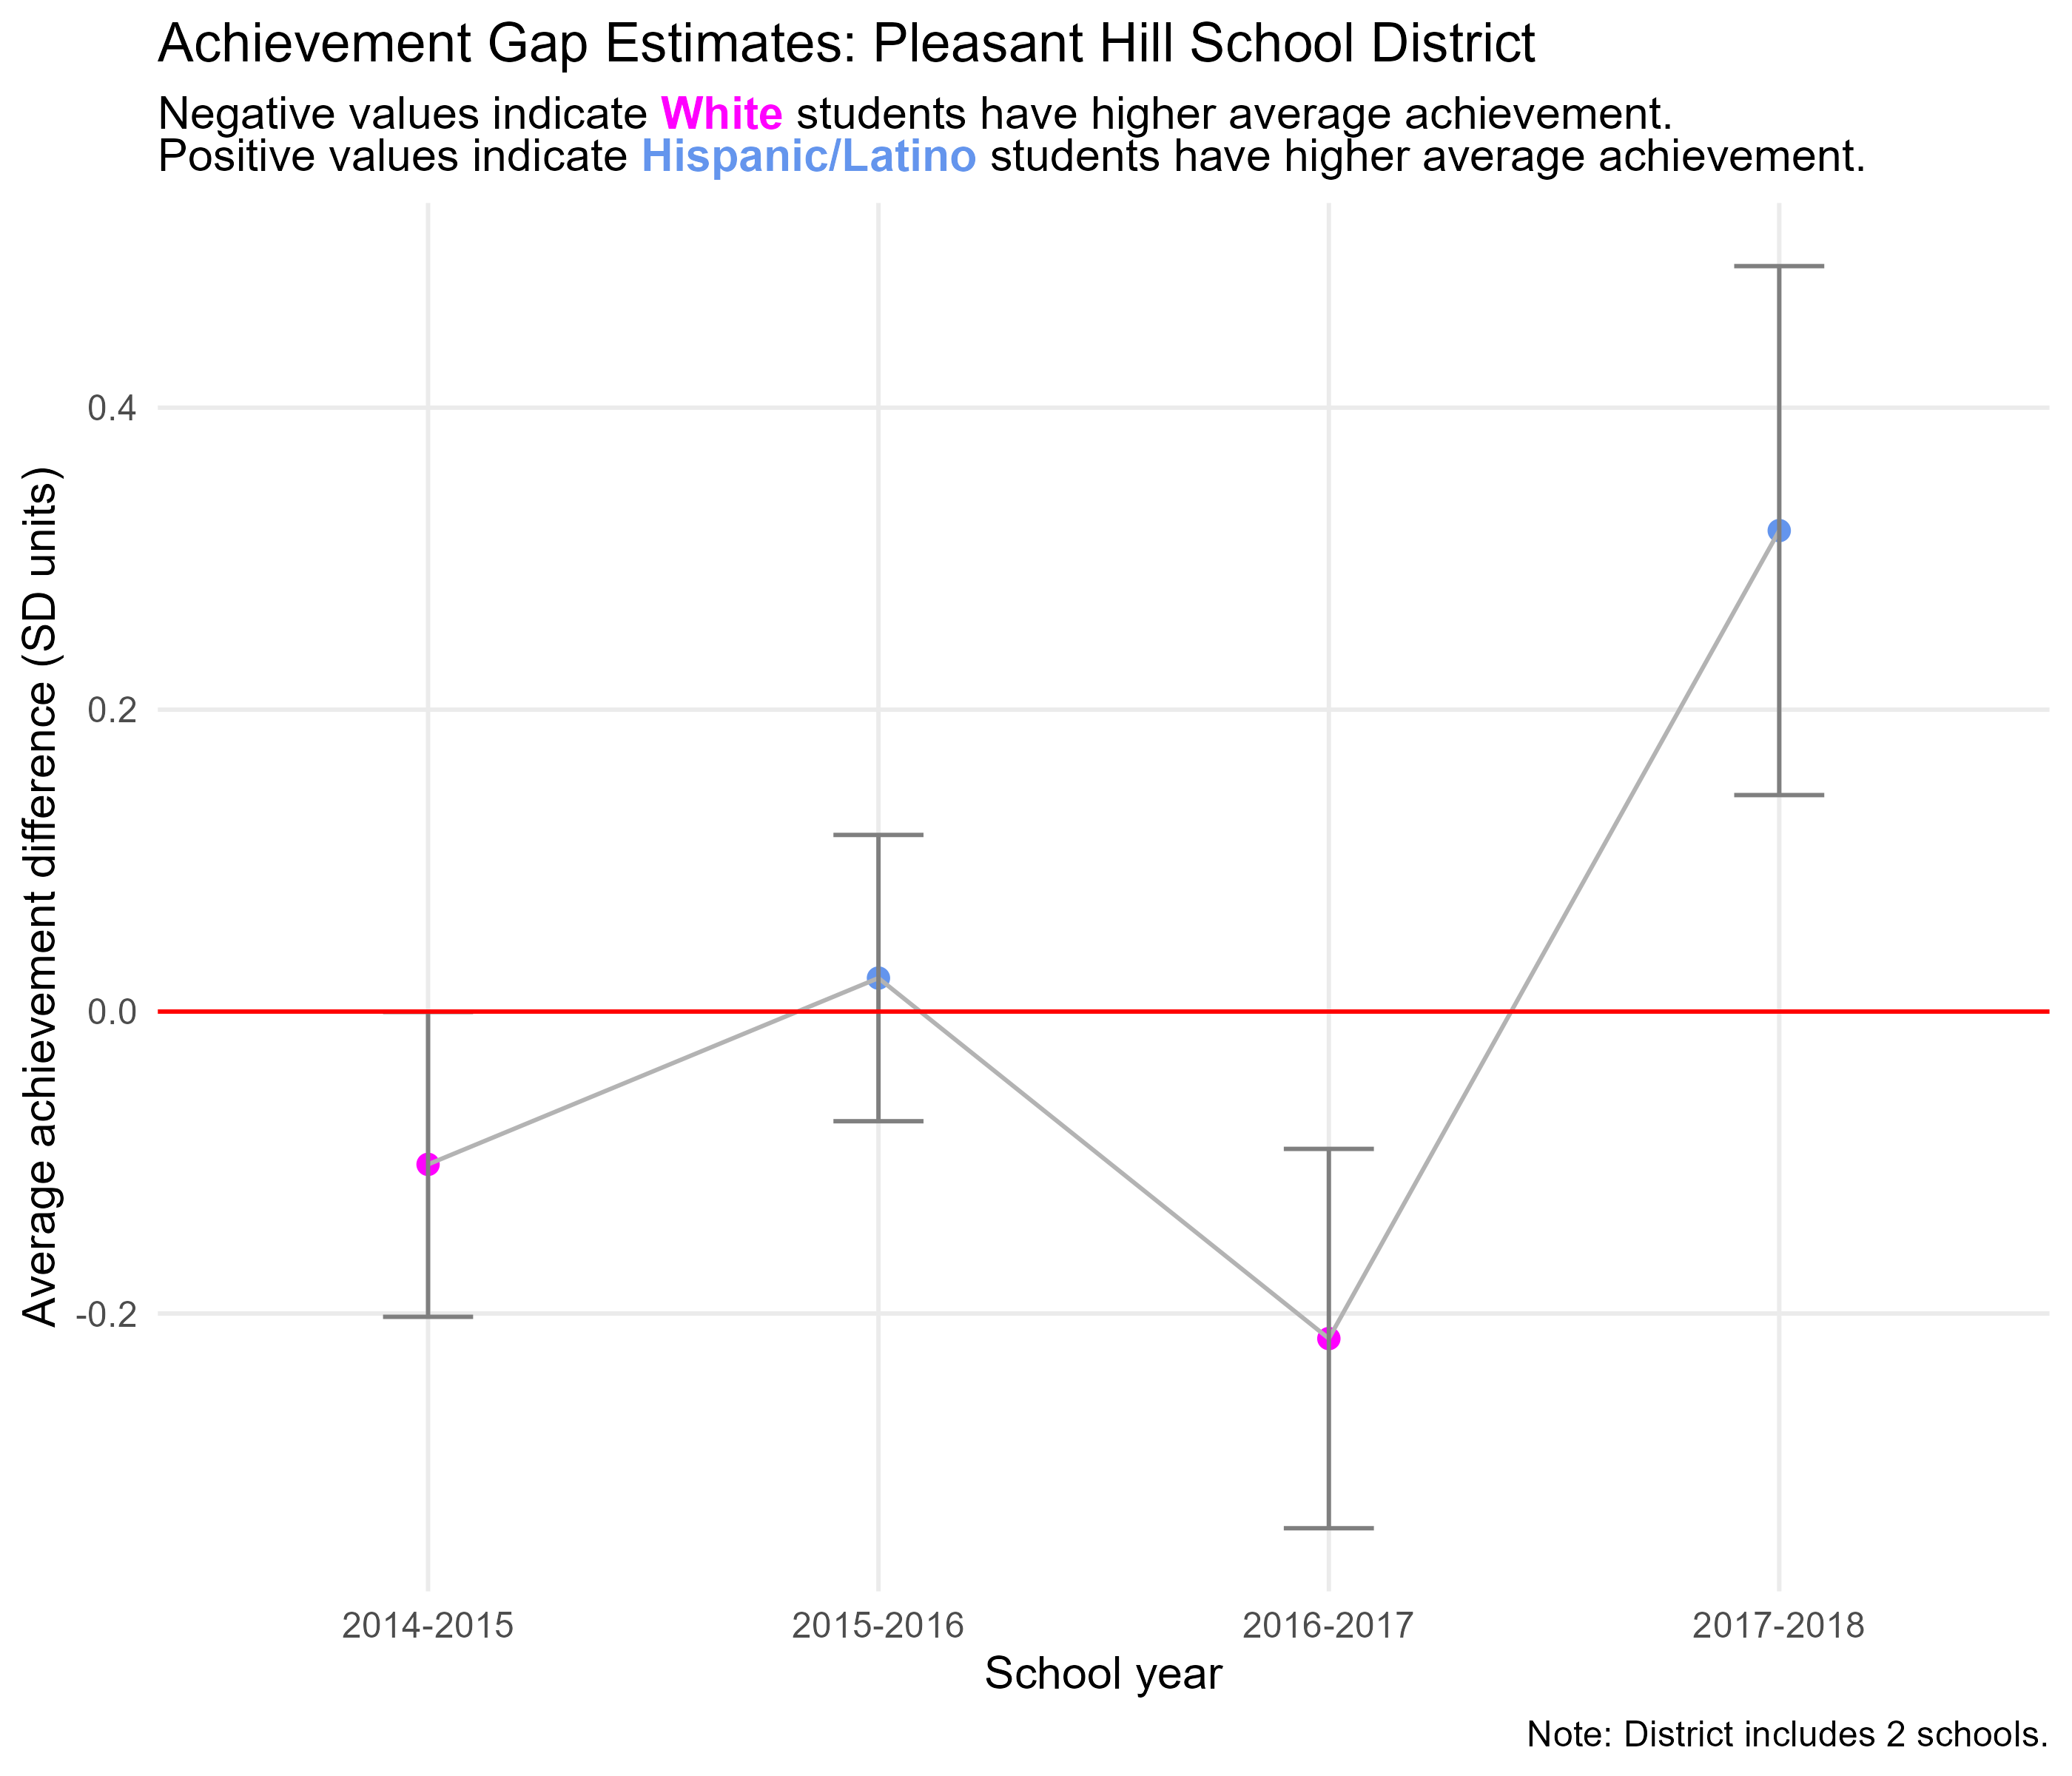 Achievement Gap Estimates: Pleasant Hill School District
Negative values indicate White students have higher average achievement.
Positive values indicate Hispanic/Latino students have higher average achievement.
Average achievement difference (SD units)
0.4
0.2
0.0
-0.2
2014-2015 2015-2016 2016-2017 2017-2018
School year
Note: District includes 2 schools.